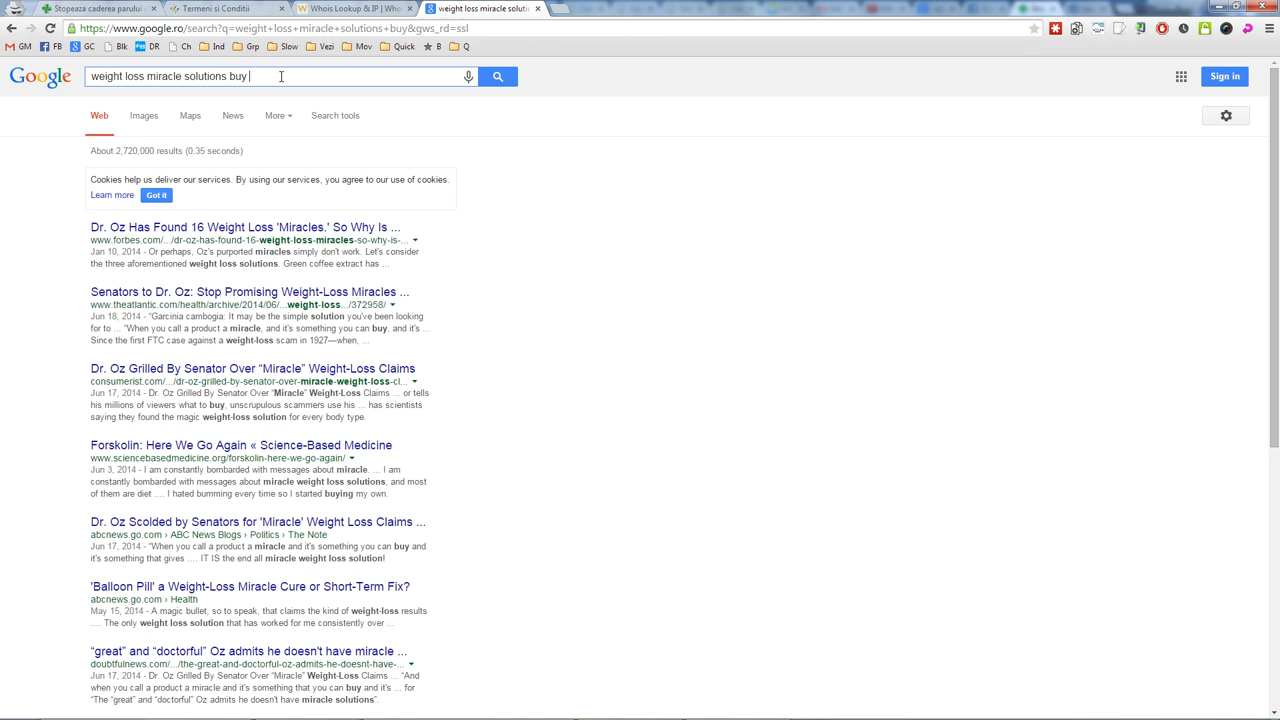 Stopeaza caderea parului
Termeni si Conditii
Whois Lookup & IP | Who
weight loss miracle soluti
https://www.google.ro/search?q=weight+loss+miracle+solutions+buy&gws_rd=ssl
GM FB GC Blk DR Ch Ind Grp Slow Vezi Mov Quick B Q
Google weight loss miracle solutions buy Sign in
Web Images Maps News More Search tools
About 2,720,000 results (0.35 seconds)
Cookies help us deliver our services. By using our services, you agree to our use of cookies.
Learn more Got it
Dr. Oz Has Found 16 Weight Loss 'Miracles.' So Why Is ...
www.forbes.com/.../dr-oz-has-found-16-weight-loss-miracles-so-why-is-...
Jan 10, 2014 - Or perhaps, Oz's purported miracles simply don't work. Let's consider
the three aforementioned weight loss solutions. Green coffee extract has ...
Senators to Dr. Oz: Stop Promising Weight-Loss Miracles ...
www.theatlantic.com/health/archive/2014/06/...weight-loss.../372958/
Jun 18, 2014 - “Garcinia cambogia: It may be the simple solution you've been looking
for to ... “When you call a product a miracle, and it's something you can buy, and it's ...
Since the first FTC case against a weight-loss scam in 1927—when, ...
Dr. Oz Grilled By Senator Over “Miracle” Weight-Loss Claims
consumerist.com/.../dr-oz-grilled-by-senator-over-miracle-weight-loss-cl...
Jun 17, 2014 - Dr. Oz Grilled By Senator Over “Miracle” Weight-Loss Claims ... or tells
his millions of viewers what to buy, unscrupulous scammers use his ... has scientists
saying they found the magic weight-loss solution for every body type.
Forskolin: Here We Go Again « Science-Based Medicine
www.sciencebasedmedicine.org/forskolin-here-we-go-again/
Jun 3, 2014 - I am constantly bombarded with messages about miracle. ... I am
constantly bombarded with messages about miracle weight loss solutions, and most
of them are diet .... I hated bumming every time so I started buying my own.
Dr. Oz Scolded by Senators for 'Miracle' Weight Loss Claims ...
abcnews.go.com › ABC News Blogs › Politics › The Note
Jun 17, 2014 - “When you call a product a miracle and it's something you can buy and
it's something that gives .... IT IS the end all miracle weight loss solution!
'Balloon Pill' a Weight-Loss Miracle Cure or Short-Term Fix?
abcnews.go.com › Health
May 15, 2014 - A magic bullet, so to speak, that claims the kind of weight-loss results
.... The only weight loss solution that has worked for me consistently over ...
“great” and “doctorful” Oz admits he doesn't have miracle ...
doubtfulnews.com/.../the-great-and-doctorful-oz-admits-he-doesnt-have-...
Jun 17, 2014 - Dr. Oz Grilled By Senator Over “Miracle” Weight-Loss Claims ... “And
when you call a product a miracle and it's something that you can buy and it's ... for
“The “great” and “doctorful” Oz admits he doesn't have miracle solutions”.